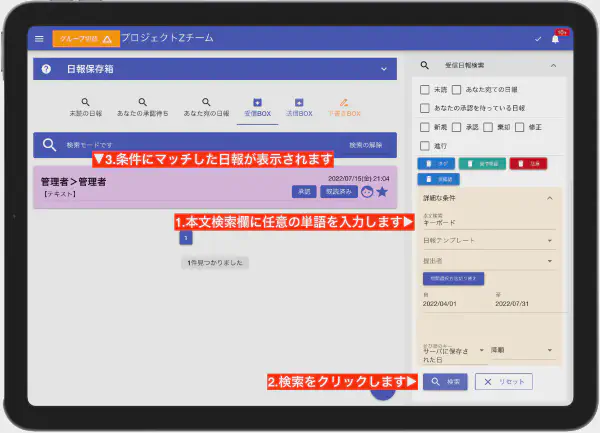 グループ切替 プロジェクトZチーム 10+
日報保存箱
未読の日報 あなたの承認待ち あなた宛の日報 受信BOX 送信BOX 下書きBOX
検索モードです 検索の解除
▼3.条件にマッチした日報が表示されます
管理者＞管理者 2022/07/15(金) 21:04
【テキスト】 承認 既読済み
1.本文検索欄に任意の単語を入力します▶
1
1件見つかりました
2.検索をクリックします▶
受信日報検索
未読 あなた宛ての日報
あなたの承認を待っている日報
新規 承認 棄却 修正
進行
詳細な条件
本文検索
キーボード
日報テンプレート
提出者
2022/04/01 2022/07/31
並び順のキー
サーバに保存された日 降順
検索 リセット